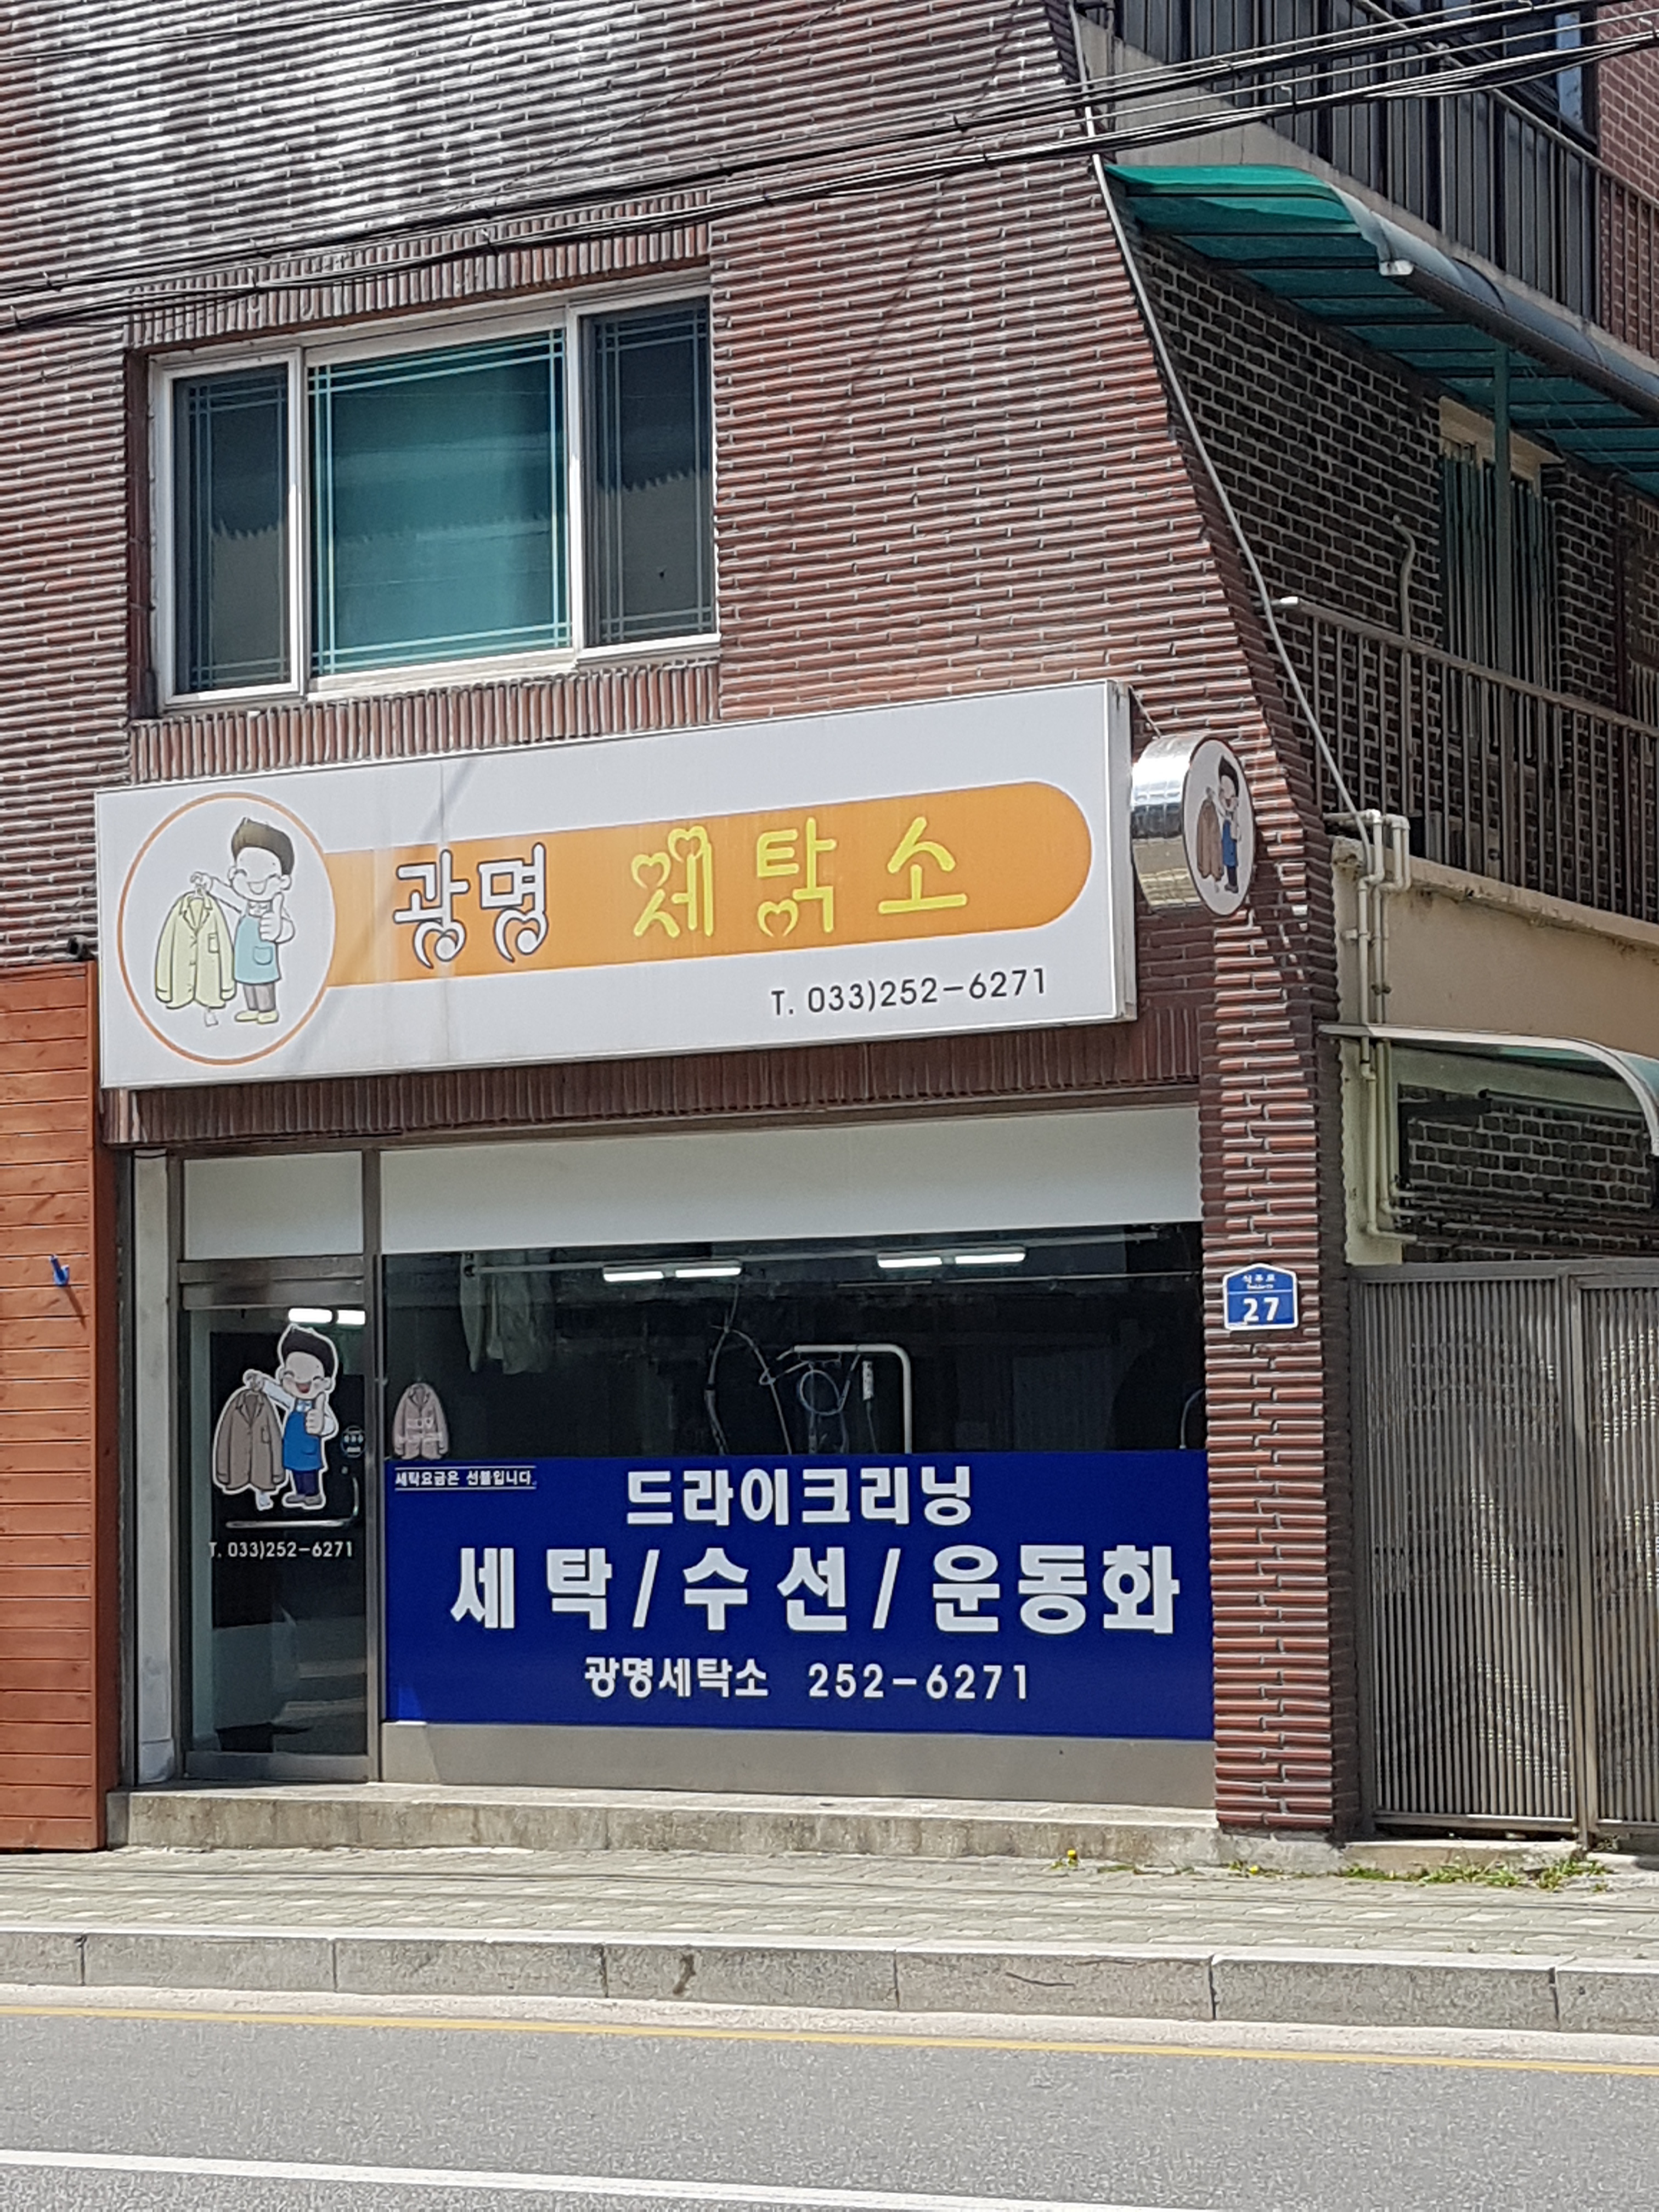 광명 세탁소
T. 033)252-6271
27
T. 033)252-6271
세탁요금은 선불입니다.
드라이크리닝
세탁/수선/운동화
광명세탁소 252-6271